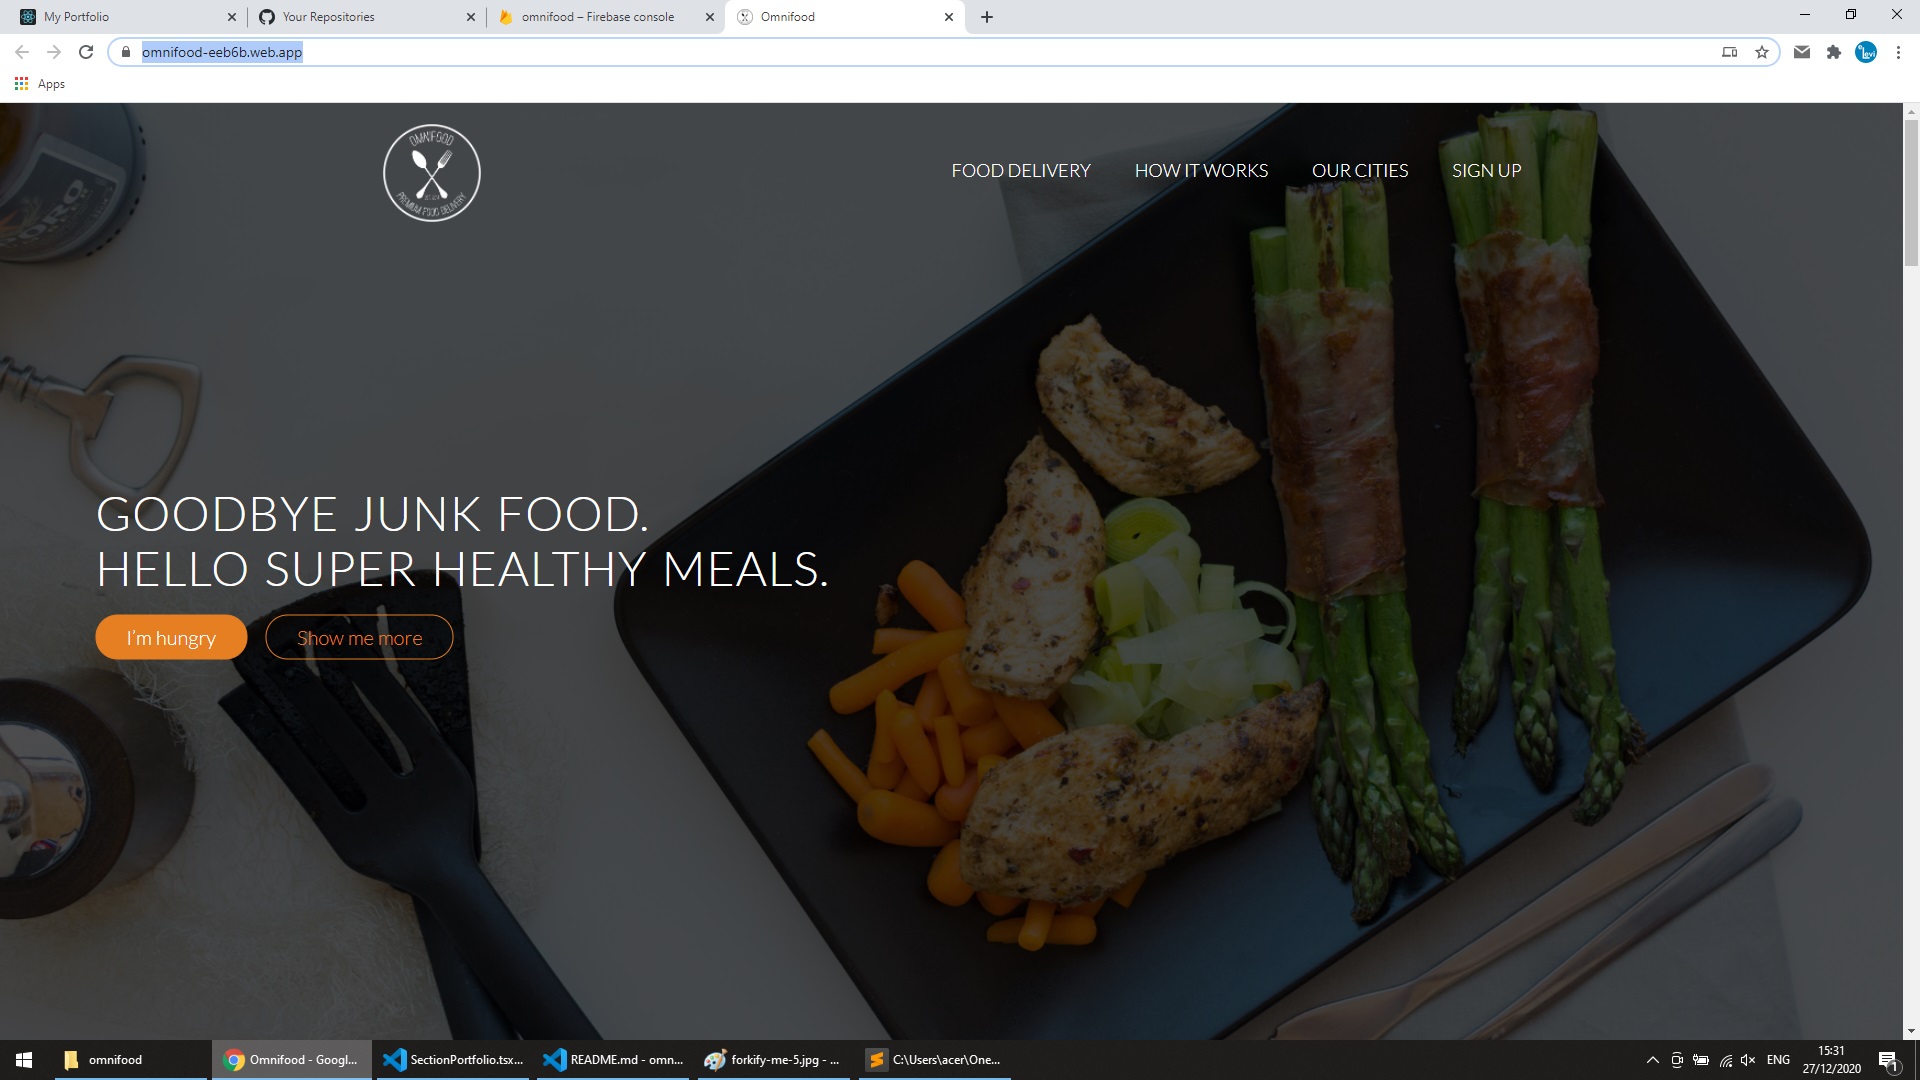 My Portfolio
Your Repositories
omnifood – Firebase console
Omnifood
omnifood-eeb6b.web.app
Apps
OMNIFOOD
PREMIUM FOOD DELIVERY
FOOD DELIVERY
HOW IT WORKS
OUR CITIES
SIGN UP
GOODBYE JUNK FOOD.
HELLO SUPER HEALTHY MEALS.
I’m hungry
Show me more
omnifood
Omnifood - Googl...
SectionPortfolio.tsx...
README.md - omn...
forkify-me-5.jpg - ...
C:\Users\acer\One...
ENG
15:31
27/12/2020
1